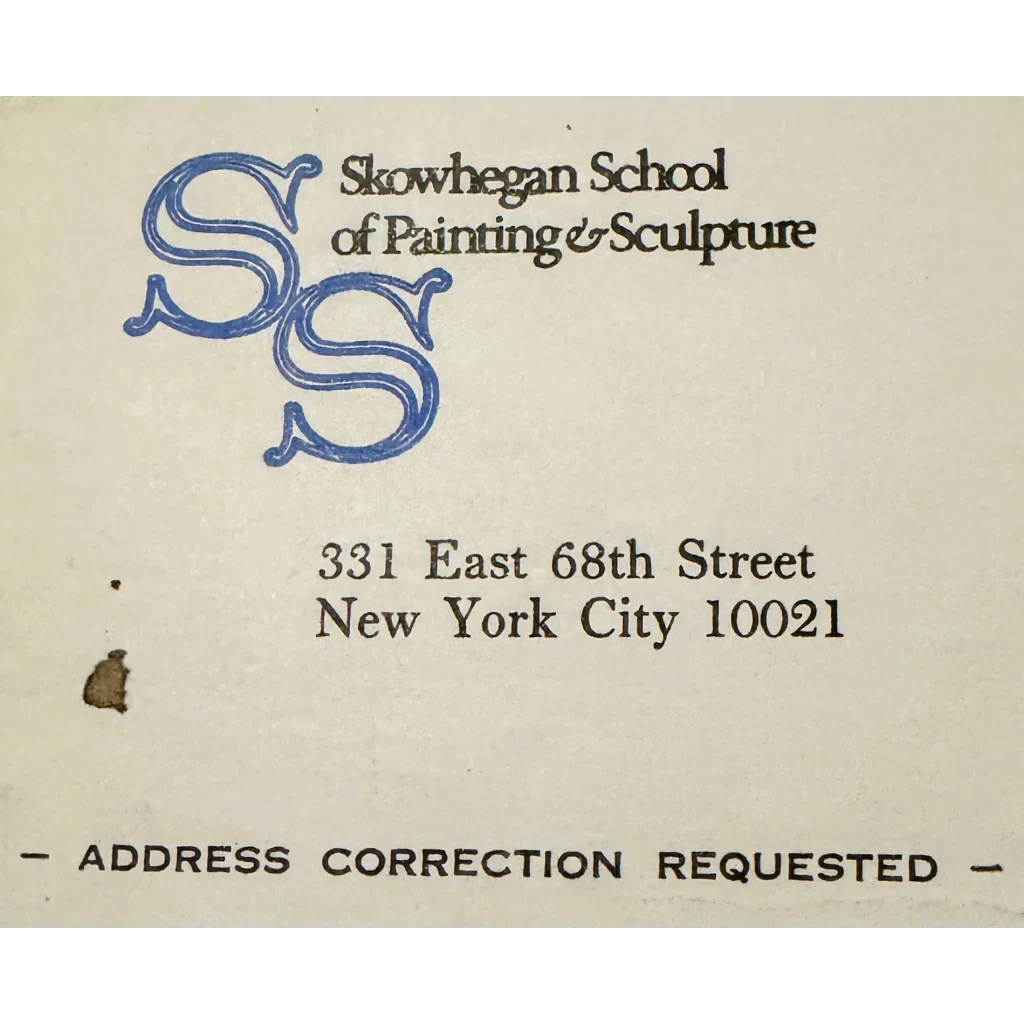 SS
Skowhegan School
of Painting & Sculpture
331 East 68th Street
New York City 10021
- ADDRESS CORRECTION REQUESTED -